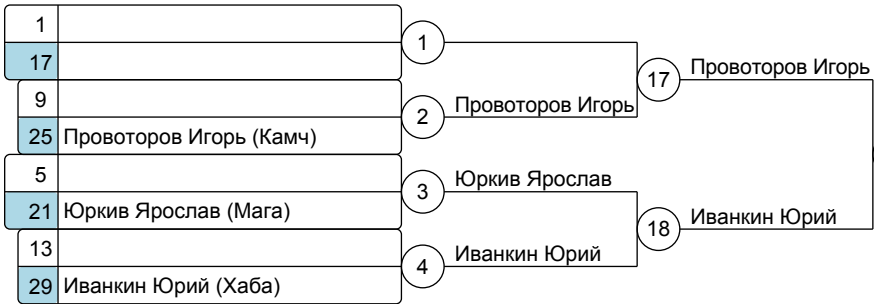 1
17
1
Провоторов Игорь
17
9
2
Провоторов Игорь
25 Провоторов Игорь (Камч)
5
3
Юркив Ярослав
21 Юркив Ярослав (Мага)
18
Иванкин Юрий
13
4
Иванкин Юрий
29 Иванкин Юрий (Хаба)